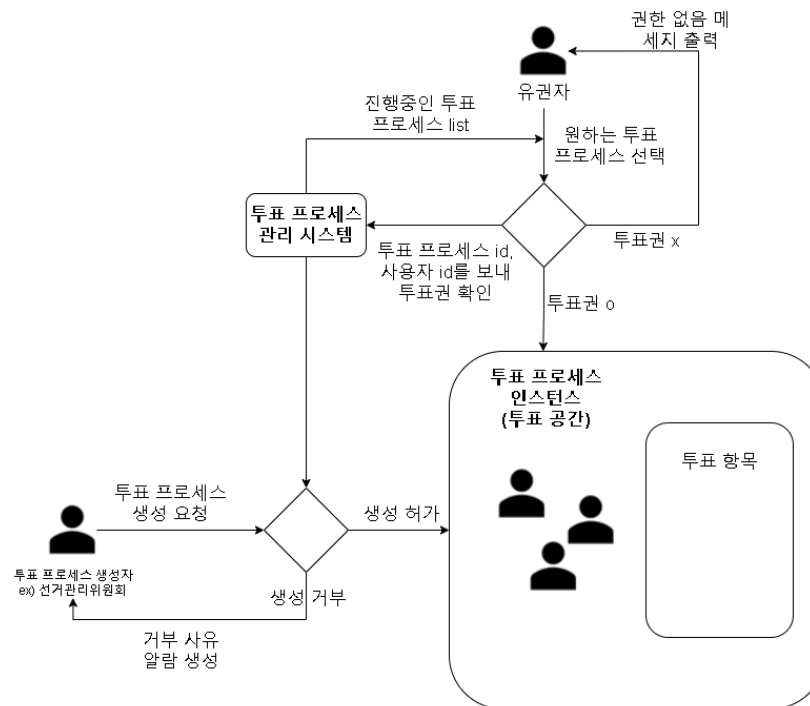 권한 없음 메
세지 출력
유권자
진행중인 투표
프로세스 list
원하는 투표
프로세스 선택
투표 프로세스
관리 시스템
투표 프로세스 id,
사용자 id를 보내
투표권 확인
투표권 x
투표권 o
투표 프로세스
인스턴스
(투표 공간)
투표 항목
투표 프로세스
생성 요청
생성 허가
투표 프로세스 생성자
ex) 선거관리위원회
생성 거부
거부 사유
알람 생성